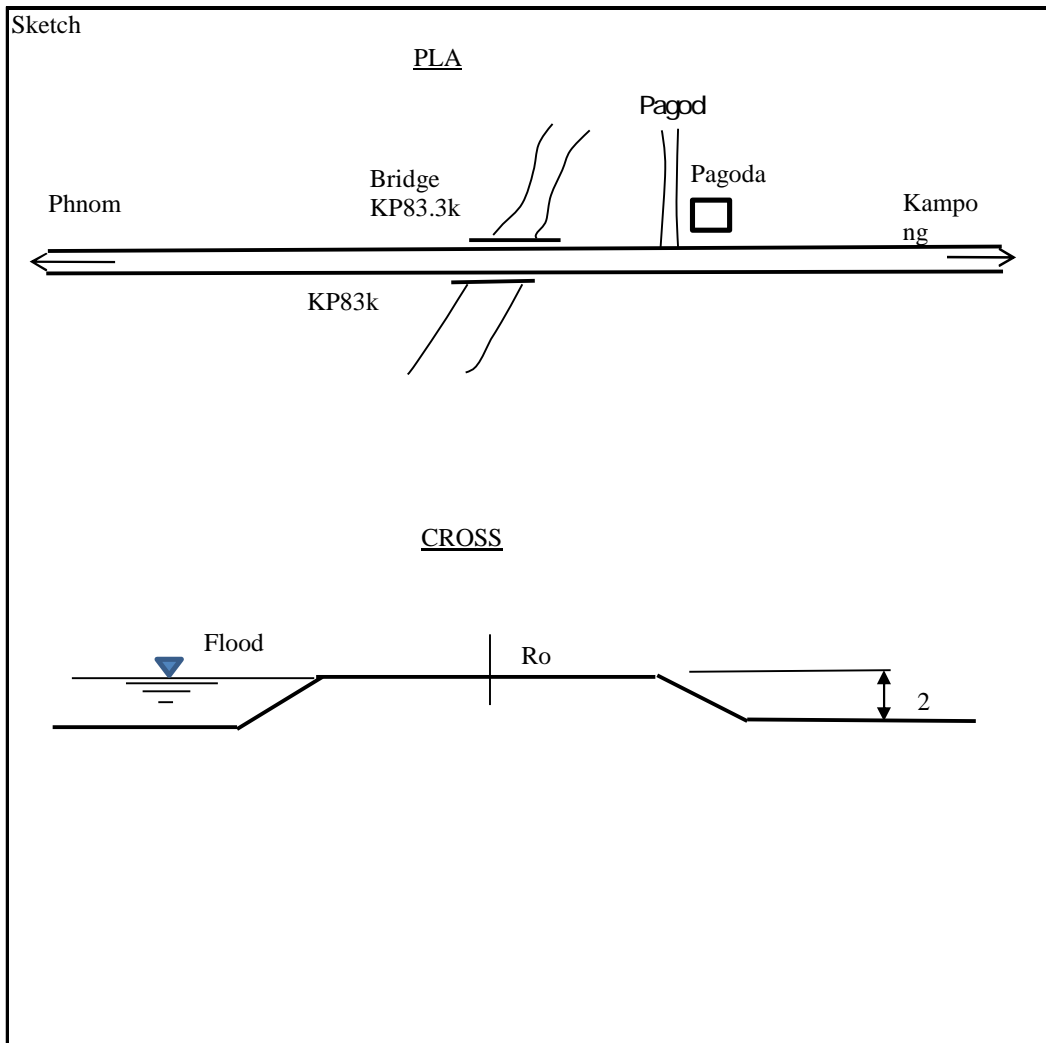 Sketch
PLA
Pagod
Bridge
KP83.3k
Pagoda
Phnom
Kampo
ng
KP83k
CROSS
Flood
Ro
2